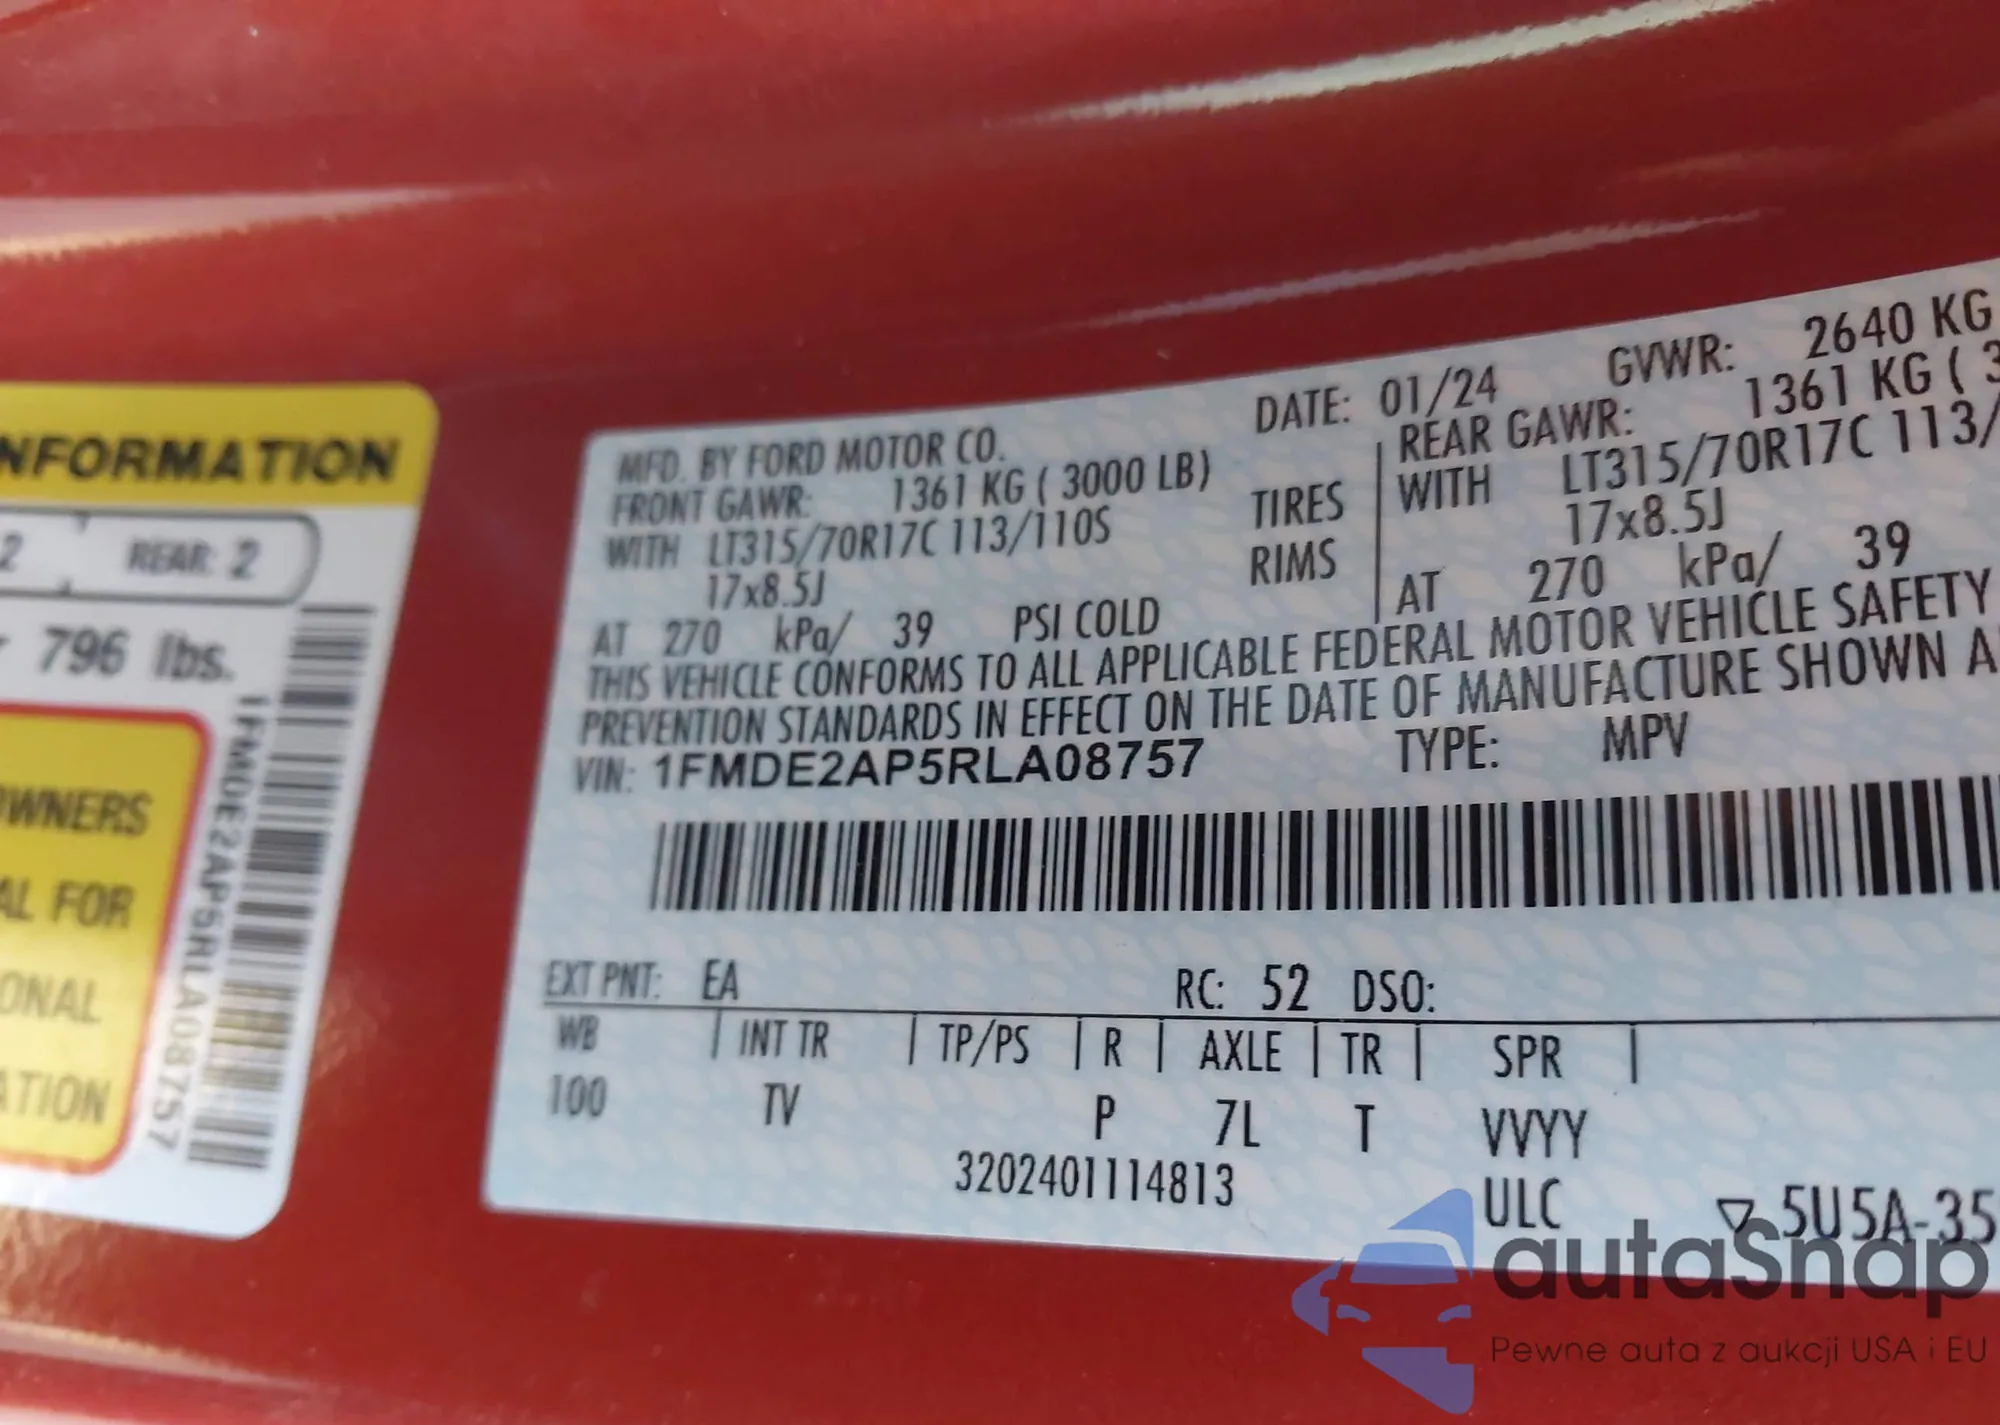 NFORMATION
2 REAR: 2
796 lbs.
OWNERS
AL FOR
ONAL
ATION
1FMDE2AP5RLA08757
MFD. BY FORD MOTOR CO.
DATE: 01/24
GVWR: 2640 KG
FRONT GAWR: 1361 KG ( 3000 LB)
REAR GAWR: 1361 KG ( 3
WITH LT315/70R17C 113/110S
TIRES
WITH LT315/70R17C 113/
17x8.5J
RIMS
17x8.5J
AT 270 kPa/ 39 PSI COLD
AT 270 kPa/ 39
THIS VEHICLE CONFORMS TO ALL APPLICABLE FEDERAL MOTOR VEHICLE SAFETY
PREVENTION STANDARDS IN EFFECT ON THE DATE OF MANUFACTURE SHOWN A
VIN: 1FMDE2AP5RLA08757
TYPE: MPV
EXT PNT: EA RC: 52 DSO:
WB | INT TR | TP/PS | R | AXLE | TR | SPR |
100 TV P 7L T VVYY
3202401114813
ULC
▽ 5U5A-35
autaSnap
Pewne auta z aukcji USA i EU